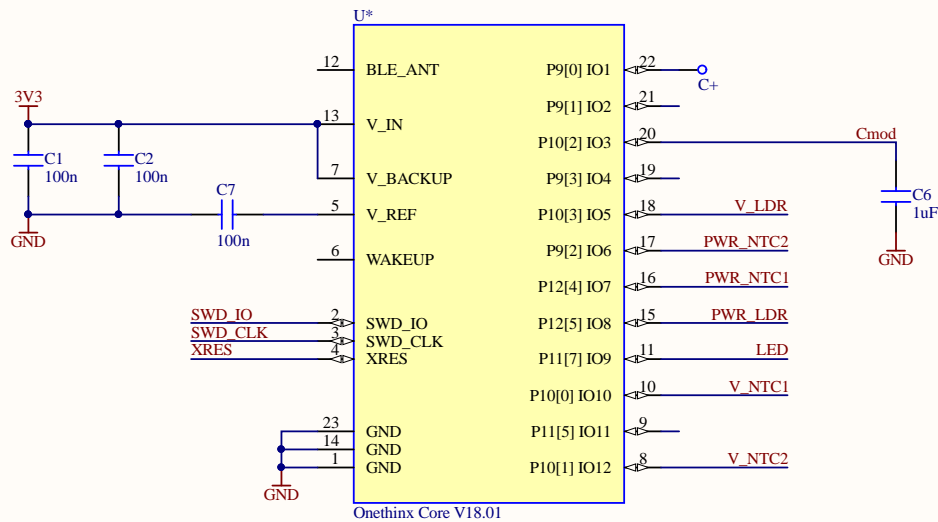 U*
12 BLE_ANT P9[0] IO1 22 C+
3V3
13 V_IN P9[1] IO2 21
P10[2] IO3 20 Cmod
C1 100n
C2 100n
7 V_BACKUP P9[3] IO4 19
C7 100n
5 V_REF P10[3] IO5 18 V_LDR
C6 1uF
GND
6 WAKEUP P9[2] IO6 17 PWR_NTC2
GND
P12[4] IO7 16 PWR_NTC1
SWD_IO 2 SWD_IO P12[5] IO8 15 PWR_LDR
SWD_CLK 3 SWD_CLK
XRES 4 XRES P11[7] IO9 11 LED
P10[0] IO10 10 V_NTC1
23 GND P11[5] IO11 9
14 GND
1 GND P10[1] IO12 8 V_NTC2
GND
Onethinx Core V18.01